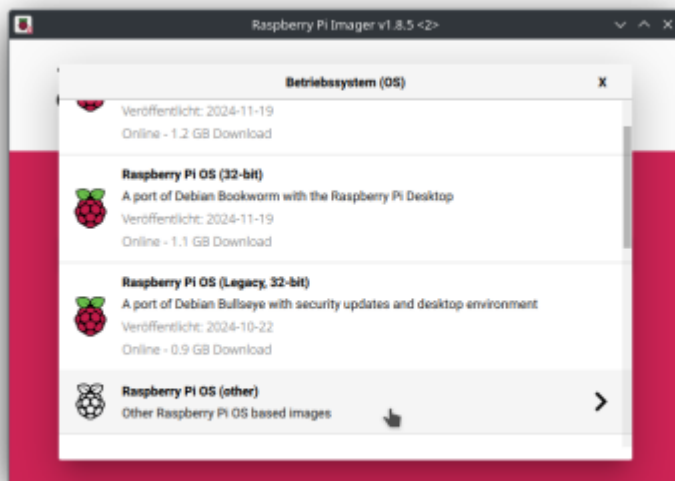 Raspberry Pi Imager v1.8.5 <2>
Betriebssystem (OS)
X
Veröffentlicht: 2024-11-19
Online - 1.2 GB Download
Raspberry Pi OS (32-bit)
A port of Debian Bookworm with the Raspberry Pi Desktop
Veröffentlicht: 2024-11-19
Online - 1.1 GB Download
Raspberry Pi OS (Legacy, 32-bit)
A port of Debian Bullseye with security updates and desktop environment
Veröffentlicht: 2024-10-22
Online - 0.9 GB Download
Raspberry Pi OS (other)
Other Raspberry Pi OS based images